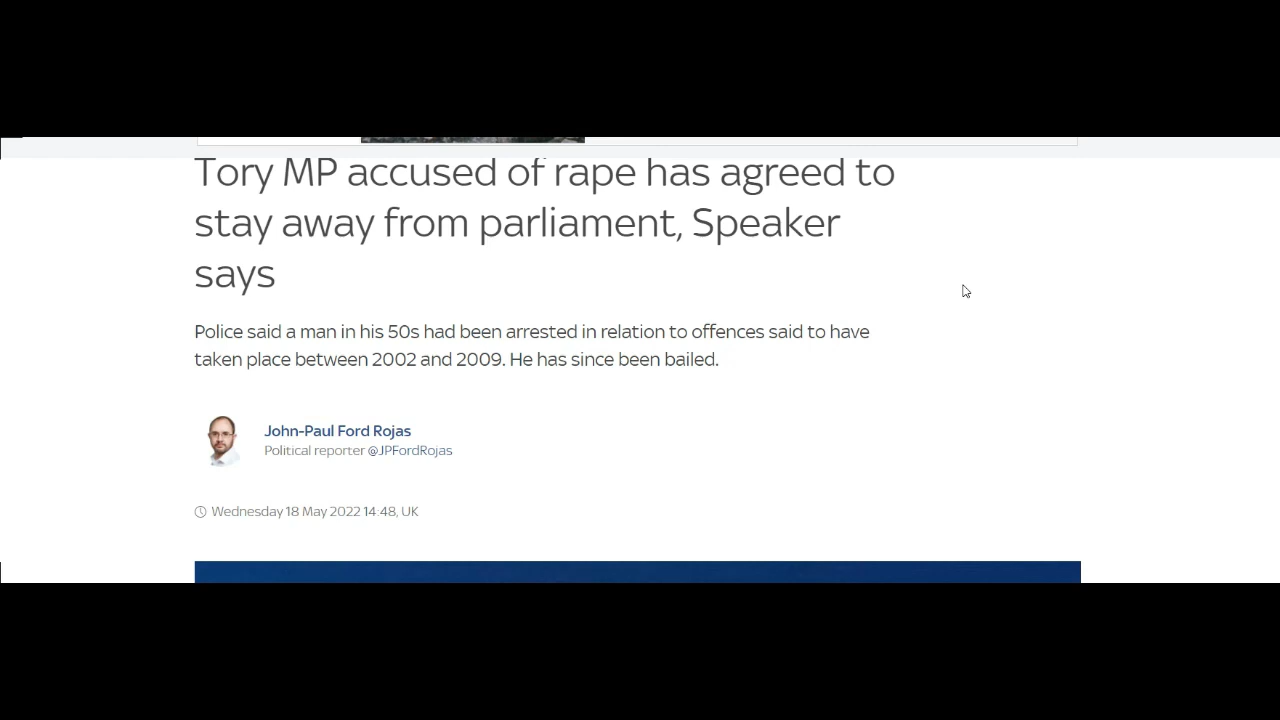 Tory MP accused of rape has agreed to
stay away from parliament, Speaker
says
Police said a man in his 50s had been arrested in relation to offences said to have
taken place between 2002 and 2009. He has since been bailed.
John-Paul Ford Rojas
Political reporter @JPFordRojas
Wednesday 18 May 2022 14:48, UK